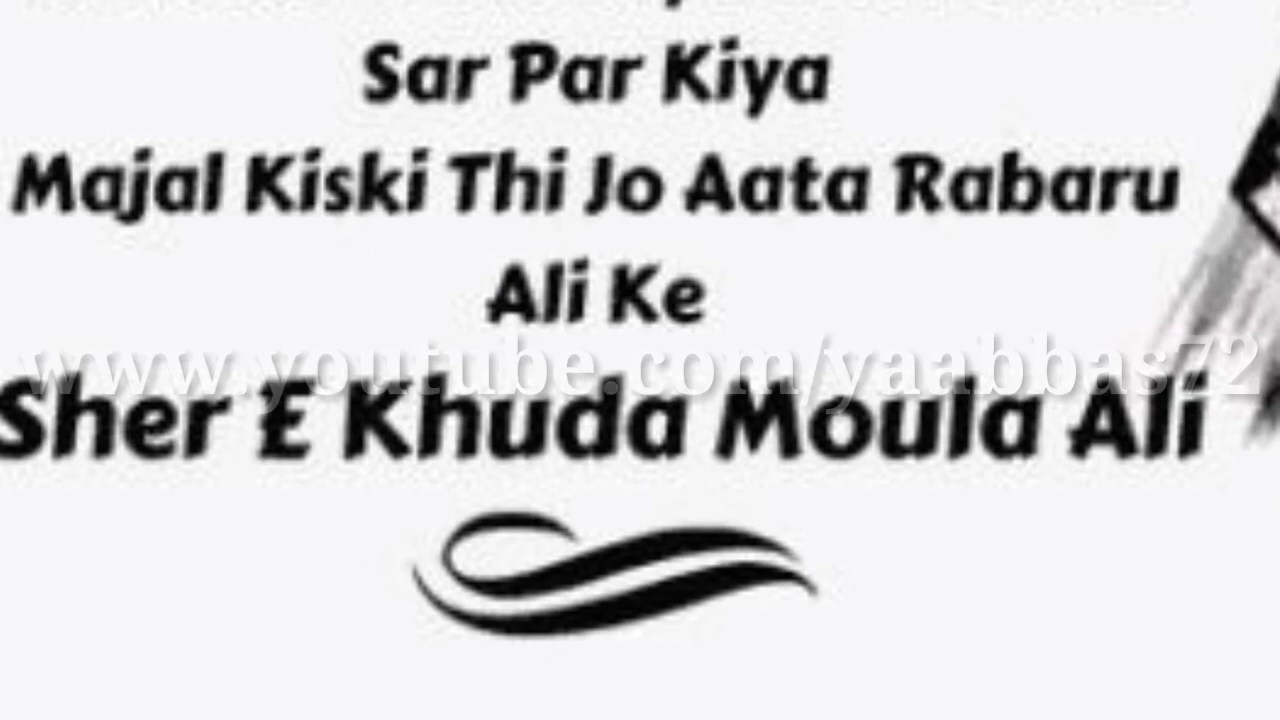 Sar Par Kiya
Majal Kiski Thi Jo Aata Rabaru
Ali Ke
www.youtube.com/yaabbas72
Sher E Khuda Moula Ali